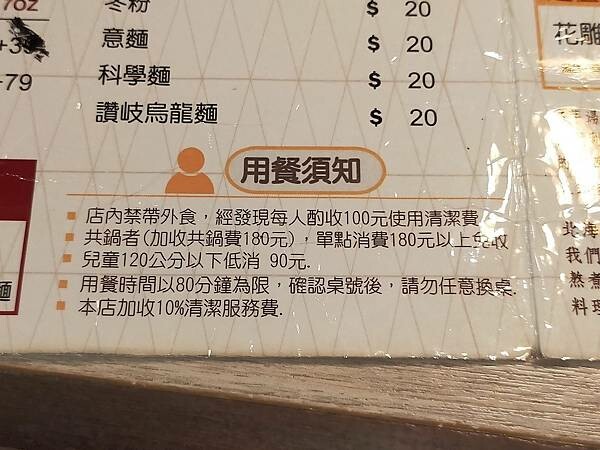 7oz
冬粉 $ 20
意麵 $ 20
科學麵 $ 20
-79
讚岐烏龍麵 $ 20
花雕
用餐須知
店內禁帶外食，經發現每人酌收100元使用清潔費
共鍋者(加收共鍋費180元)，單點消費180元以上免收
兒童120公分以下低消 90元.
用餐時間以80分鐘為限，確認桌號後，請勿任意換桌.
本店加收10%清潔服務費.
麵
北海
我們
熬煮
料理